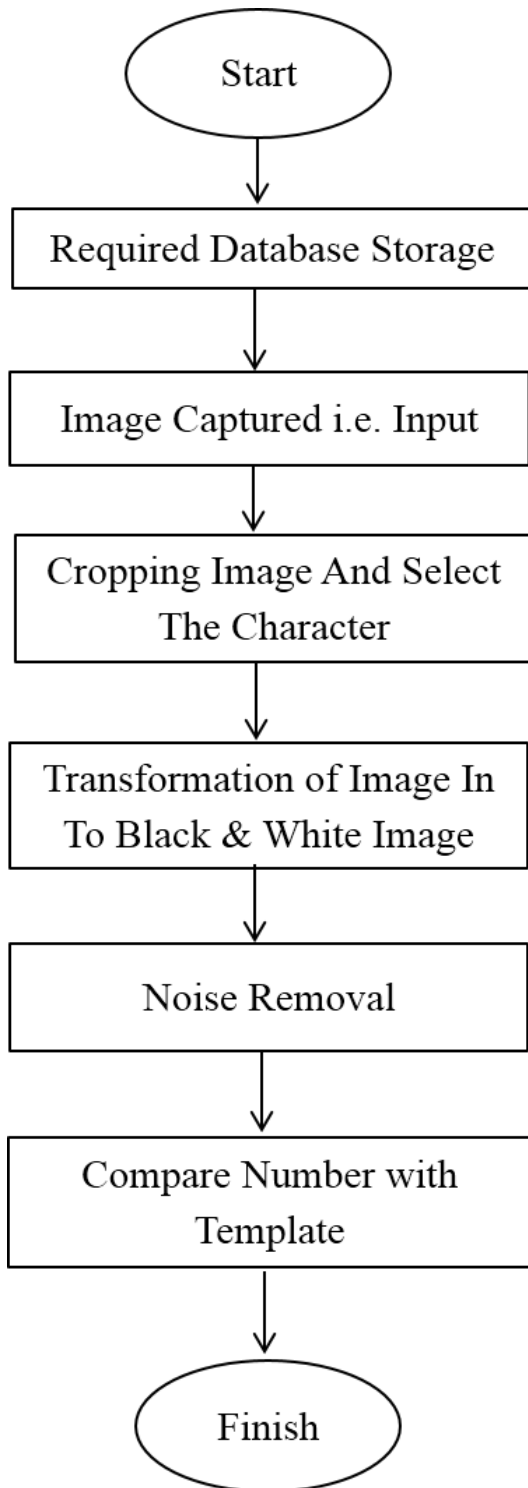 Start
Required Database Storage
Image Captured i.e. Input
Cropping Image And Select
The Character
Transformation of Image In
To Black & White Image
Noise Removal
Compare Number with
Template
Finish